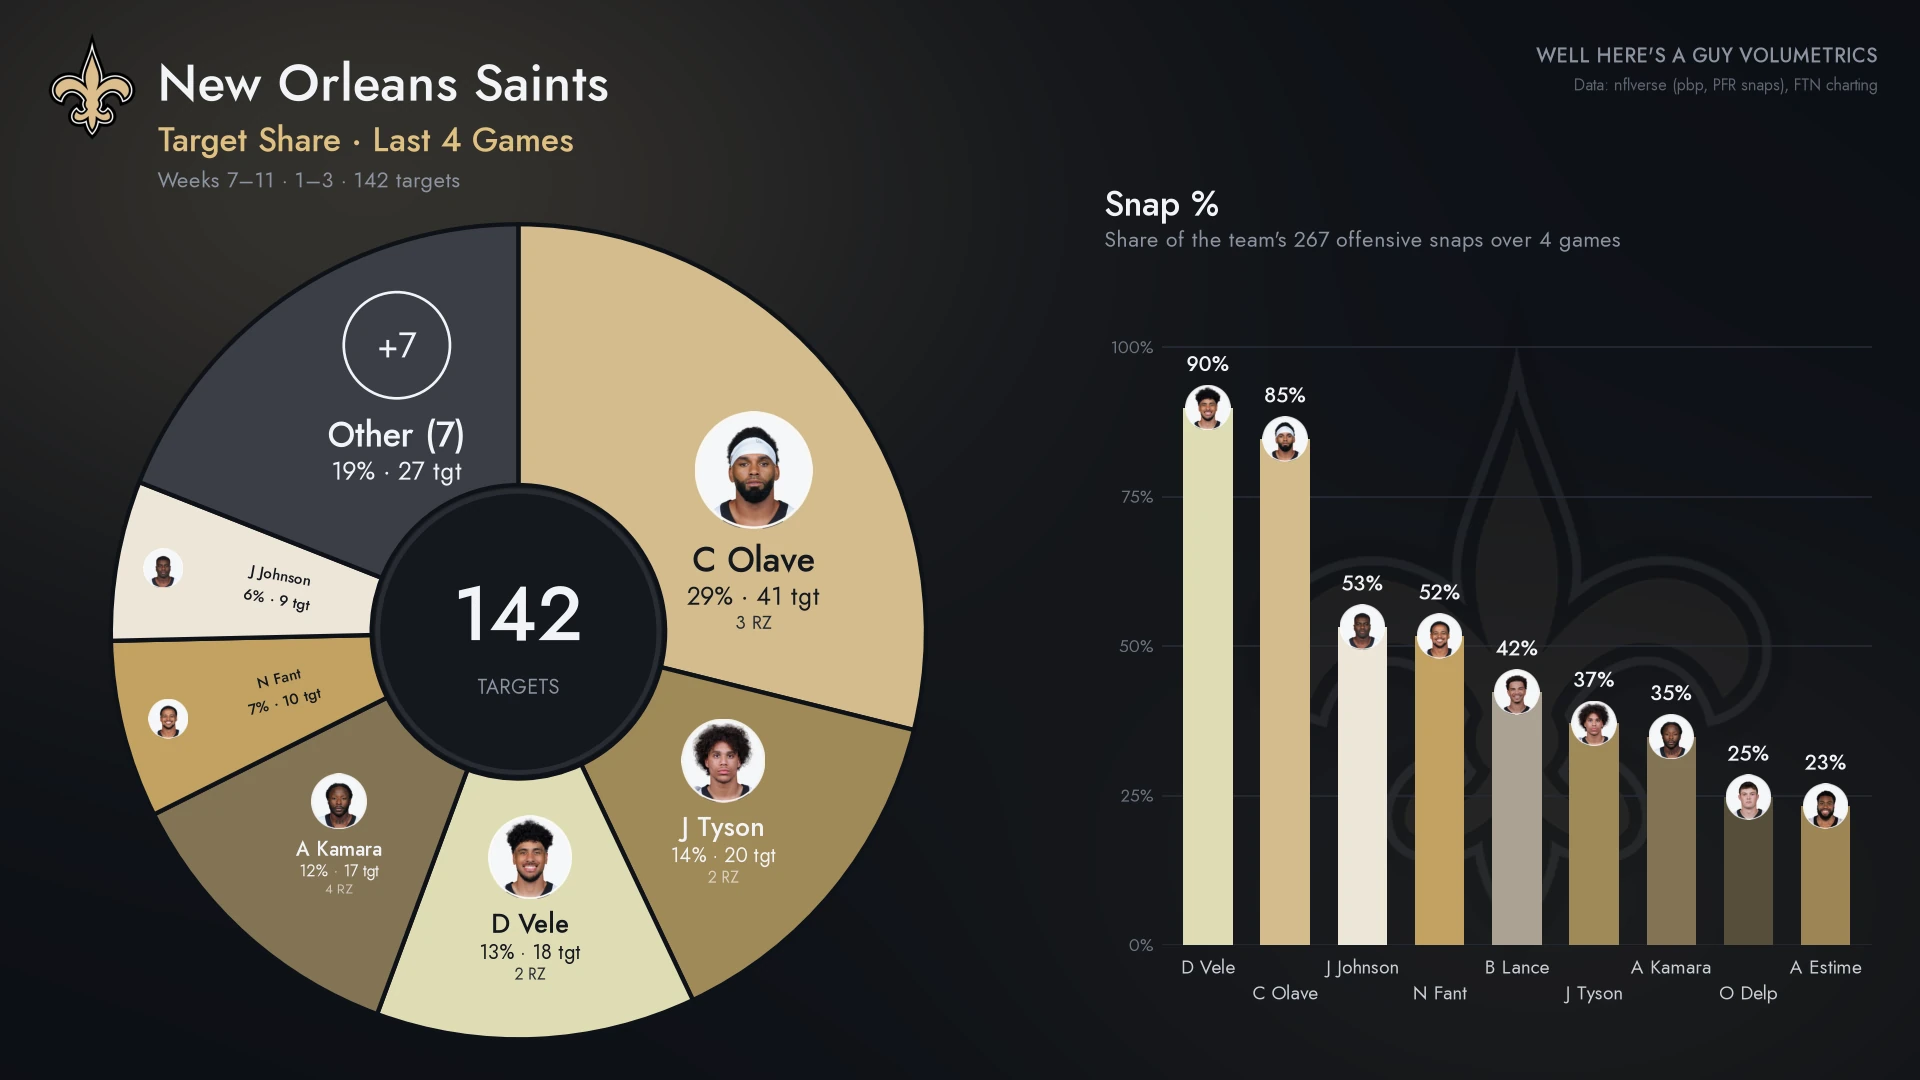 New Orleans Saints
Target Share · Last 4 Games
Weeks 7–11 · 1–3 · 142 targets
WELL HERE'S A GUY VOLUMETRICS
Data: nflverse (pbp, PFR snaps), FTN charting
+7
Other (7)
19% · 27 tgt
C Olave
29% · 41 tgt
3 RZ
J Johnson
6% · 9 tgt
N Fant
7% · 10 tgt
142
TARGETS
J Tyson
14% · 20 tgt
2 RZ
A Kamara
12% · 17 tgt
4 RZ
D Vele
13% · 18 tgt
2 RZ
Snap %
Share of the team's 267 offensive snaps over 4 games
100%
75%
50%
25%
0%
90%
85%
53%
52%
42%
37%
35%
25%
23%
D Vele
C Olave
J Johnson
N Fant
B Lance
J Tyson
A Kamara
O Delp
A Estime